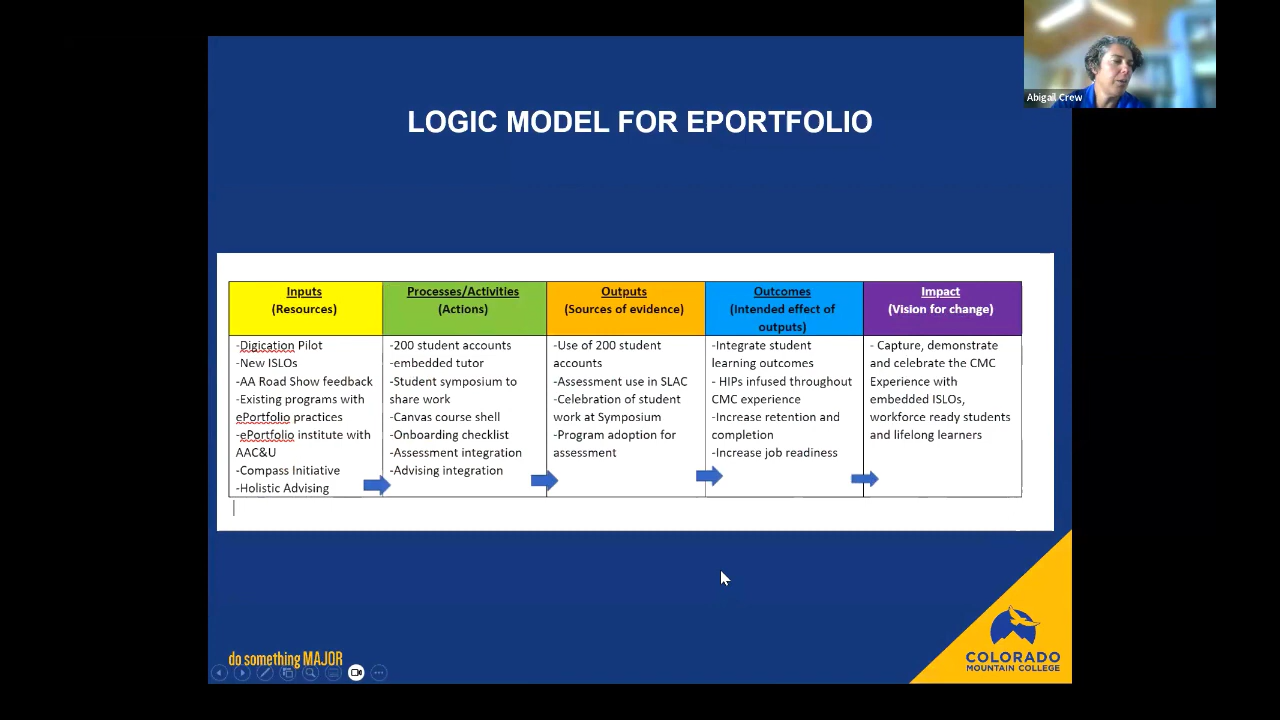 Abigail Crew
LOGIC MODEL FOR EPORTFOLIO
Inputs
(Resources)
-Digication Pilot
-New ISLOs
-AA Road Show feedback
-Existing programs with
ePortfolio practices
-ePortfolio institute with
AAC&U
-Compass Initiative
-Holistic Advising
Processes/Activities
(Actions)
-200 student accounts
-embedded tutor
-Student symposium to
share work
-Canvas course shell
-Onboarding checklist
-Assessment integration
-Advising integration
Outputs
(Sources of evidence)
-Use of 200 student
accounts
-Assessment use in SLAC
-Celebration of student
work at Symposium
-Program adoption for
assessment
Outcomes
(Intended effect of
outputs)
-Integrate student
learning outcomes
- HIPs infused throughout
CMC experience
-Increase retention and
completion
-Increase job readiness
Impact
(Vision for change)
- Capture, demonstrate
and celebrate the CMC
Experience with
embedded ISLOs,
workforce ready students
and lifelong learners
do something MAJOR
COLORADO
MOUNTAIN COLLEGE